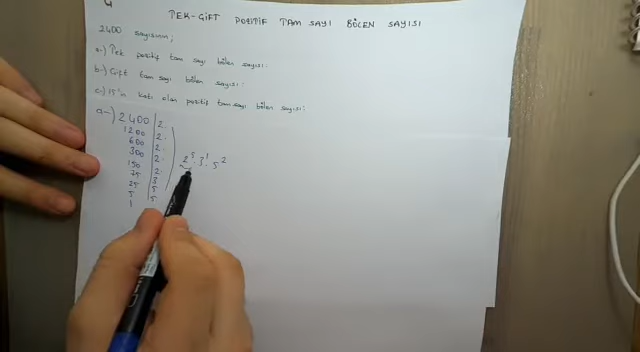 TEK-ÇİFT POZİTİF TAM SAYI BÖLEN SAYISI
2400 sayısının;
a-) Tek pozitif tam sayı bölen sayısı:
b-) Çift tam sayı bölen sayısı:
c-) 15'in katı olan pozitif tam sayı bölen sayısı:
a-) 2400 | 2
1200 | 2
600 | 2
300 | 2
150 | 2
75 | 3
25 | 5
5 | 5
1
2⁵ · 3¹ · 5²